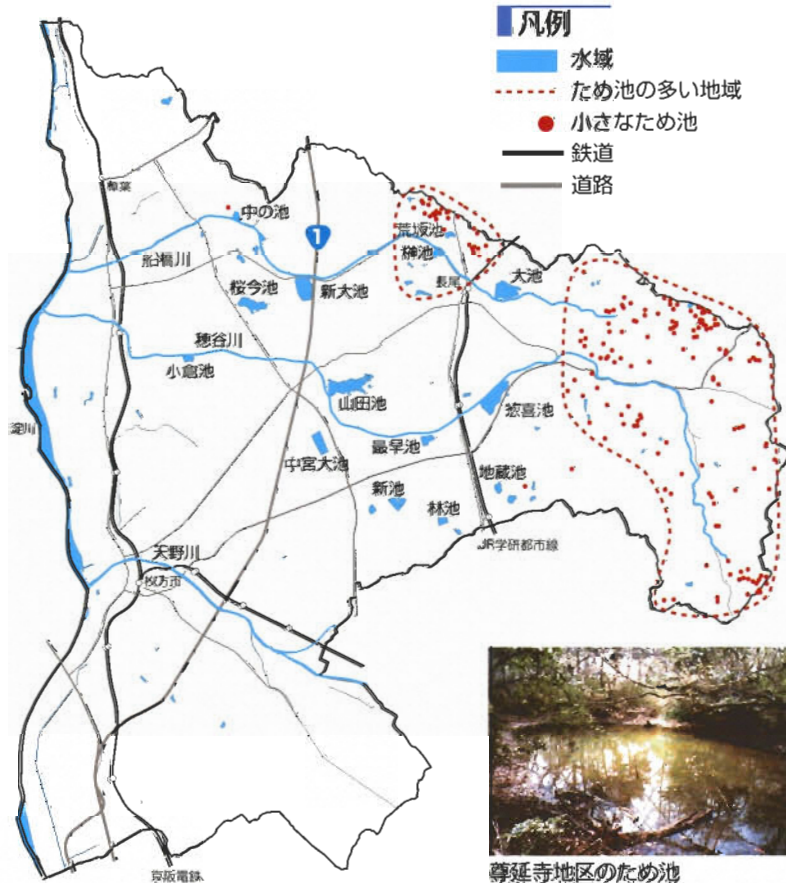 凡例
水域
ため池の多い地域
小さなため池
鉄道
道路
樟葉
中の池
1
荒坂池
榊池
船橋川
桜今池
新大池
長尾
大池
穂谷川
小倉池
山田池
惣喜池
淀川
最早池
中宮大池
地蔵池
新池
林池
JR学研都市線
天野川
枚方市
京阪電鉄
尊延寺地区のため池